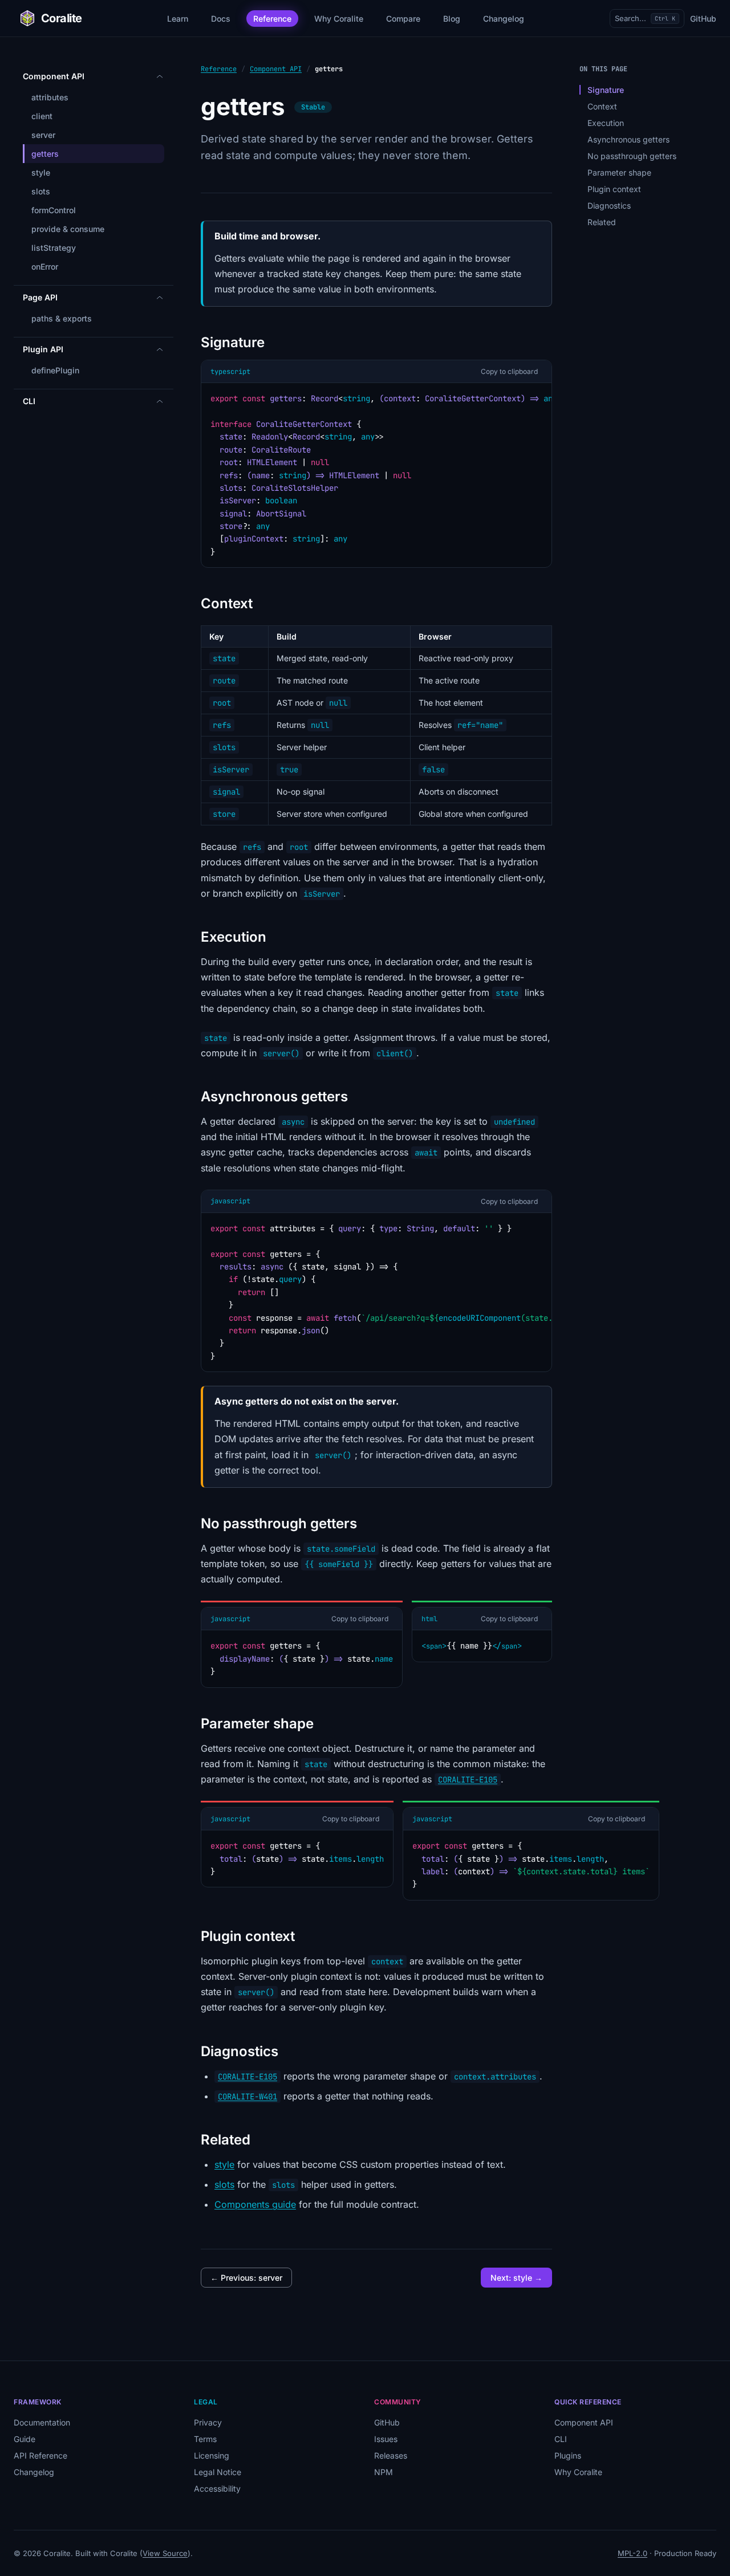 Coralite
Learn Docs Reference Why Coralite Compare Blog Changelog
Search... Ctrl K GitHub
Component API
attributes
client
server
getters
style
slots
formControl
provide & consume
listStrategy
onError
Page API
paths & exports
Plugin API
definePlugin
CLI
Reference / Component API / getters
getters Stable
Derived state shared by the server render and the browser. Getters
read state and compute values; they never store them.
Build time and browser.
Getters evaluate while the page is rendered and again in the browser
whenever a tracked state key changes. Keep them pure: the same state
must produce the same value in both environments.
Signature
typescript Copy to clipboard
export const getters: Record<string, (context: CoraliteGetterContext) => an
interface CoraliteGetterContext {
state: Readonly<Record<string, any>>
route: CoraliteRoute
root: HTMLElement | null
refs: (name: string) => HTMLElement | null
slots: CoraliteSlotsHelper
isServer: boolean
signal: AbortSignal
store?: any
[pluginContext: string]: any
}
Context
Key Build Browser
state Merged state, read-only Reactive read-only proxy
route The matched route The active route
root AST node or null The host element
refs Returns null Resolves ref="name"
slots Server helper Client helper
isServer true false
signal No-op signal Aborts on disconnect
store Server store when configured Global store when configured
Because refs and root differ between environments, a getter that reads them
produces different values on the server and in the browser. That is a hydration
mismatch by definition. Use them only in values that are intentionally client-only,
or branch explicitly on isServer.
Execution
During the build every getter runs once, in declaration order, and the result is
written to state before the template is rendered. In the browser, a getter re-
evaluates when a key it read changes. Reading another getter from state links
the dependency chain, so a change deep in state invalidates both.
state is read-only inside a getter. Assignment throws. If a value must be stored,
compute it in server() or write it from client().
Asynchronous getters
A getter declared async is skipped on the server: the key is set to undefined
and the initial HTML renders without it. In the browser it resolves through the
async getter cache, tracks dependencies across await points, and discards
stale resolutions when state changes mid-flight.
javascript Copy to clipboard
export const attributes = { query: { type: String, default: '' } }
export const getters = {
results: async ({ state, signal }) => {
if (!state.query) {
return []
}
const response = await fetch(`/api/search?q=${encodeURIComponent(state.
return response.json()
}
}
Async getters do not exist on the server.
The rendered HTML contains empty output for that token, and reactive
DOM updates arrive after the fetch resolves. For data that must be present
at first paint, load it in server() ; for interaction-driven data, an async
getter is the correct tool.
No passthrough getters
A getter whose body is state.someField is dead code. The field is already a flat
template token, so use {{ someField }} directly. Keep getters for values that are
actually computed.
javascript Copy to clipboard
export const getters = {
displayName: ({ state }) => state.name
}
html Copy to clipboard
<span>{{ name }}</span>
Parameter shape
Getters receive one context object. Destructure it, or name the parameter and
read from it. Naming it state without destructuring is the common mistake: the
parameter is the context, not state, and is reported as CORALITE-E105.
javascript Copy to clipboard
export const getters = {
total: (state) => state.items.length
}
javascript Copy to clipboard
export const getters = {
total: ({ state }) => state.items.length,
label: (context) => `${context.state.total} items`
}
Plugin context
Isomorphic plugin keys from top-level context are available on the getter
context. Server-only plugin context is not: values it produced must be written to
state in server() and read from state here. Development builds warn when a
getter reaches for a server-only plugin key.
Diagnostics
• CORALITE-E105 reports the wrong parameter shape or context.attributes.
• CORALITE-W401 reports a getter that nothing reads.
Related
• style for values that become CSS custom properties instead of text.
• slots for the slots helper used in getters.
• Components guide for the full module contract.
← Previous: server
Next: style →
ON THIS PAGE
Signature
Context
Execution
Asynchronous getters
No passthrough getters
Parameter shape
Plugin context
Diagnostics
Related
FRAMEWORK
Documentation
Guide
API Reference
Changelog
LEGAL
Privacy
Terms
Licensing
Legal Notice
Accessibility
COMMUNITY
GitHub
Issues
Releases
NPM
QUICK REFERENCE
Component API
CLI
Plugins
Why Coralite
© 2026 Coralite. Built with Coralite (View Source).
MPL-2.0 · Production Ready